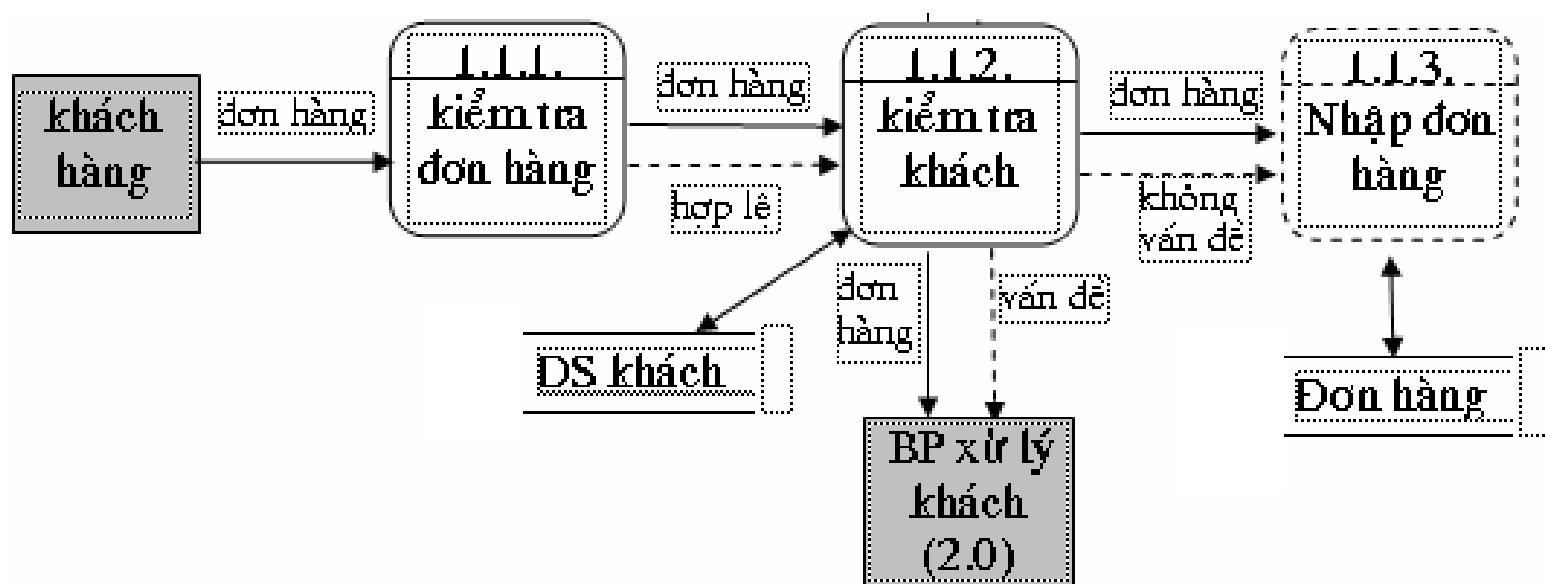 khách
hàng
đơn hàng
1.1.1.
kiểm tra
đơn hàng
đơn hàng
hợp lệ
1.1.2.
kiểm tra
khách
đơn hàng
không
vấn đề
1.1.3.
Nhập đơn
hàng
DS khách
đơn
hàng
vấn đề
Đơn hàng
BP xử lý
khách
(2.0)